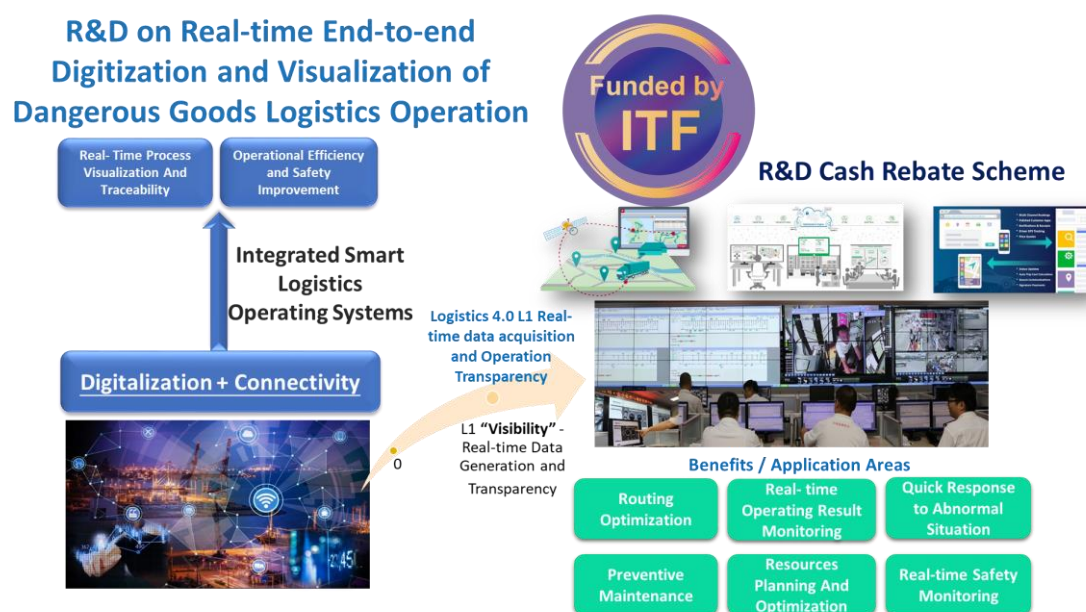 R&D on Real-time End-to-end
Digitization and Visualization of
Dangerous Goods Logistics Operation
Funded by
ITF
R&D Cash Rebate Scheme
Real- Time Process
Visualization And
Traceability
Operational Efficiency
and Safety
Improvement
Integrated Smart
Logistics
Operating Systems
Digitalization + Connectivity
Logistics 4.0 L1 Real-
time data acquisition
and Operation
Transparency
0
L1 “Visibility” -
Real-time Data
Generation and
Transparency
Benefits / Application Areas
Routing
Optimization
Real- time
Operating Result
Monitoring
Quick Response
to Abnormal
Situation
Preventive
Maintenance
Resources
Planning And
Optimization
Real-time Safety
Monitoring